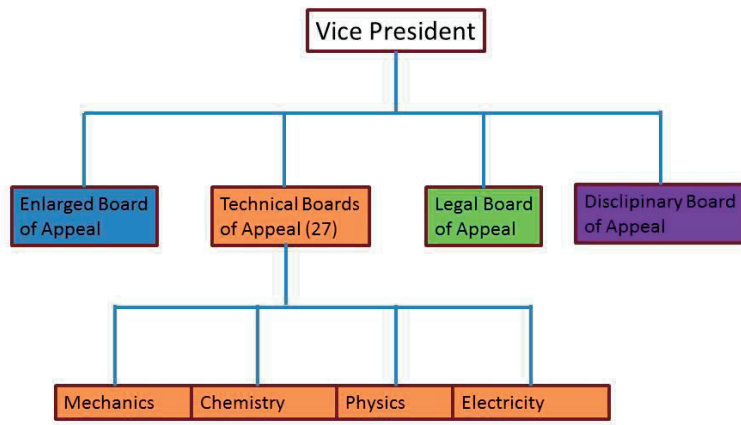 Vice President
Enlarged Board
of Appeal
Technical Boards
of Appeal (27)
Legal Board
of Appeal
Disclipinary Board
of Appeal
Mechanics
Chemistry
Physics
Electricity